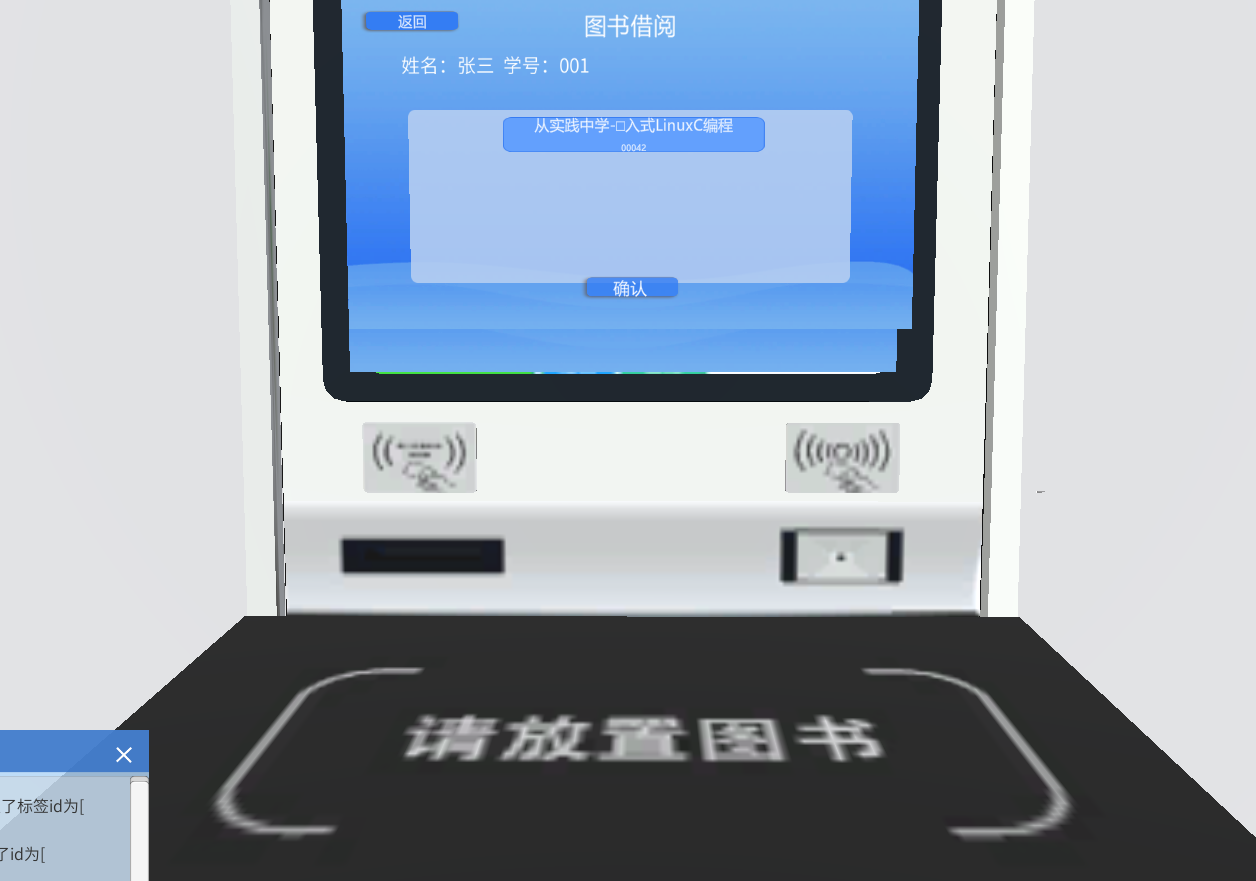 返回
图书借阅
姓名：张三 学号：001
从实践中学-□入式LinuxC编程
00042
确认
请放置图书
了标签id为[
了id为[